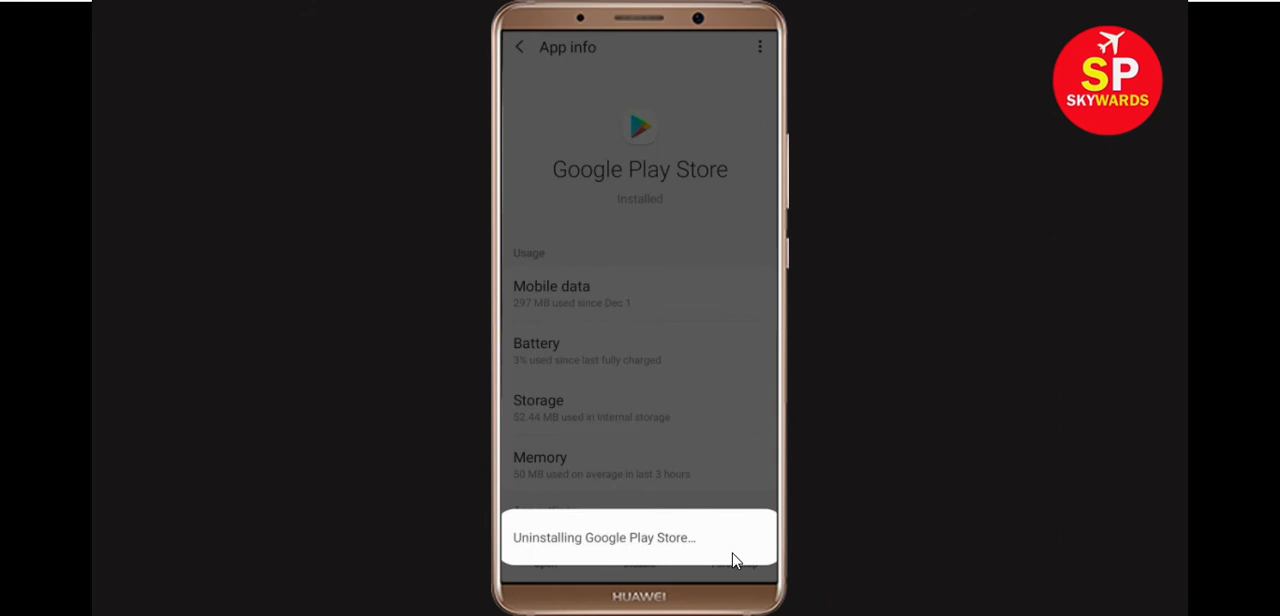 App info
SP
SKYWARDS
Google Play Store
Installed
Usage
Mobile data
297 MB used since Dec 1
Battery
3% used since last fully charged
Storage
52.44 MB used in Internal storage
Memory
50 MB used on average in last 3 hours
Uninstalling Google Play Store...
HUAWEI